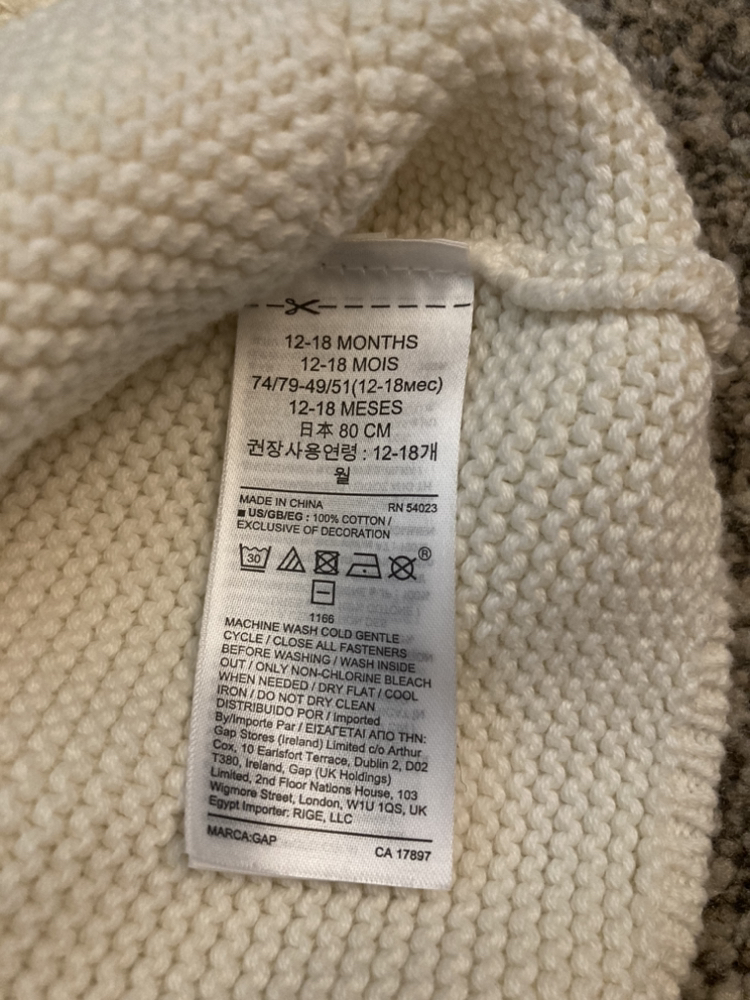 12-18 MONTHS
12-18 MOIS
74/79-49/51(12-18мес)
12-18 MESES
日本 80 CM
권장사용연령 : 12-18개
월
MADE IN CHINA RN 54023
■ US/GB/EG : 100% COTTON /
EXCLUSIVE OF DECORATION
30 ®
1166
MACHINE WASH COLD GENTLE
CYCLE / CLOSE ALL FASTENERS
BEFORE WASHING / WASH INSIDE
OUT / ONLY NON-CHLORINE BLEACH
WHEN NEEDED / DRY FLAT / COOL
IRON / DO NOT DRY CLEAN
DISTRIBUIDO POR / Imported
By/Importe Par / ΕΙΣΑΓΕΤΑΙ ΑΠΟ ΤΗΝ:
Gap Stores (Ireland) Limited c/o Arthur
Cox, 10 Earlsfort Terrace, Dublin 2, D02
T380, Ireland, Gap (UK Holdings)
Limited, 2nd Floor Nations House, 103
Wigmore Street, London, W1U 1QS, UK
Egypt Importer: RIGE, LLC
MARCA:GAP CA 17897